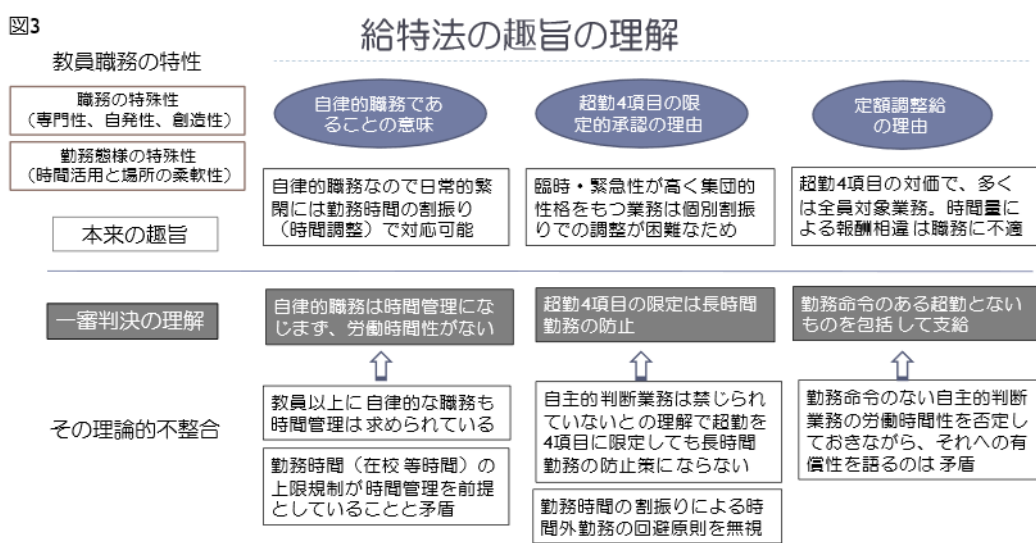 図3
給特法の趣旨の理解
教員職務の特性
職務の特殊性
（専門性、自発性、創造性）
勤務態様の特殊性
（時間活用と場所の柔軟性）
自律的職務であ
ることの意味
超勤4項目の限
定的承認の理由
定額調整給
の理由
本来の趣旨
自律的職務なので日常的繁
閑には勤務時間の割振り
（時間調整）で対応可能
臨時・緊急性が高く集団的
性格をもつ業務は個別割振
りでの調整が困難なため
超勤4項目の対価で、多く
は全員対象業務。時間量に
よる報酬相違は職務に不適
一審判決の理解
自律的職務は時間管理にな
じまず、労働時間性がない
超勤4項目の限定は長時間
勤務の防止
勤務命令のある超勤とない
ものを包括して支給
その理論的不整合
教員以上に自律的な職務も
時間管理は求められている
勤務時間（在校等時間）の
上限規制が時間管理を前提
としていることと矛盾
自主的判断業務は禁じられ
ていないとの理解で超勤を
4項目に限定しても長時間
勤務の防止策にならない
勤務時間の割振りによる時
間外勤務の回避原則を無視
勤務命令のない自主的判断
業務の労働時間性を否定し
ておきながら、それへの有
償性を語るのは矛盾